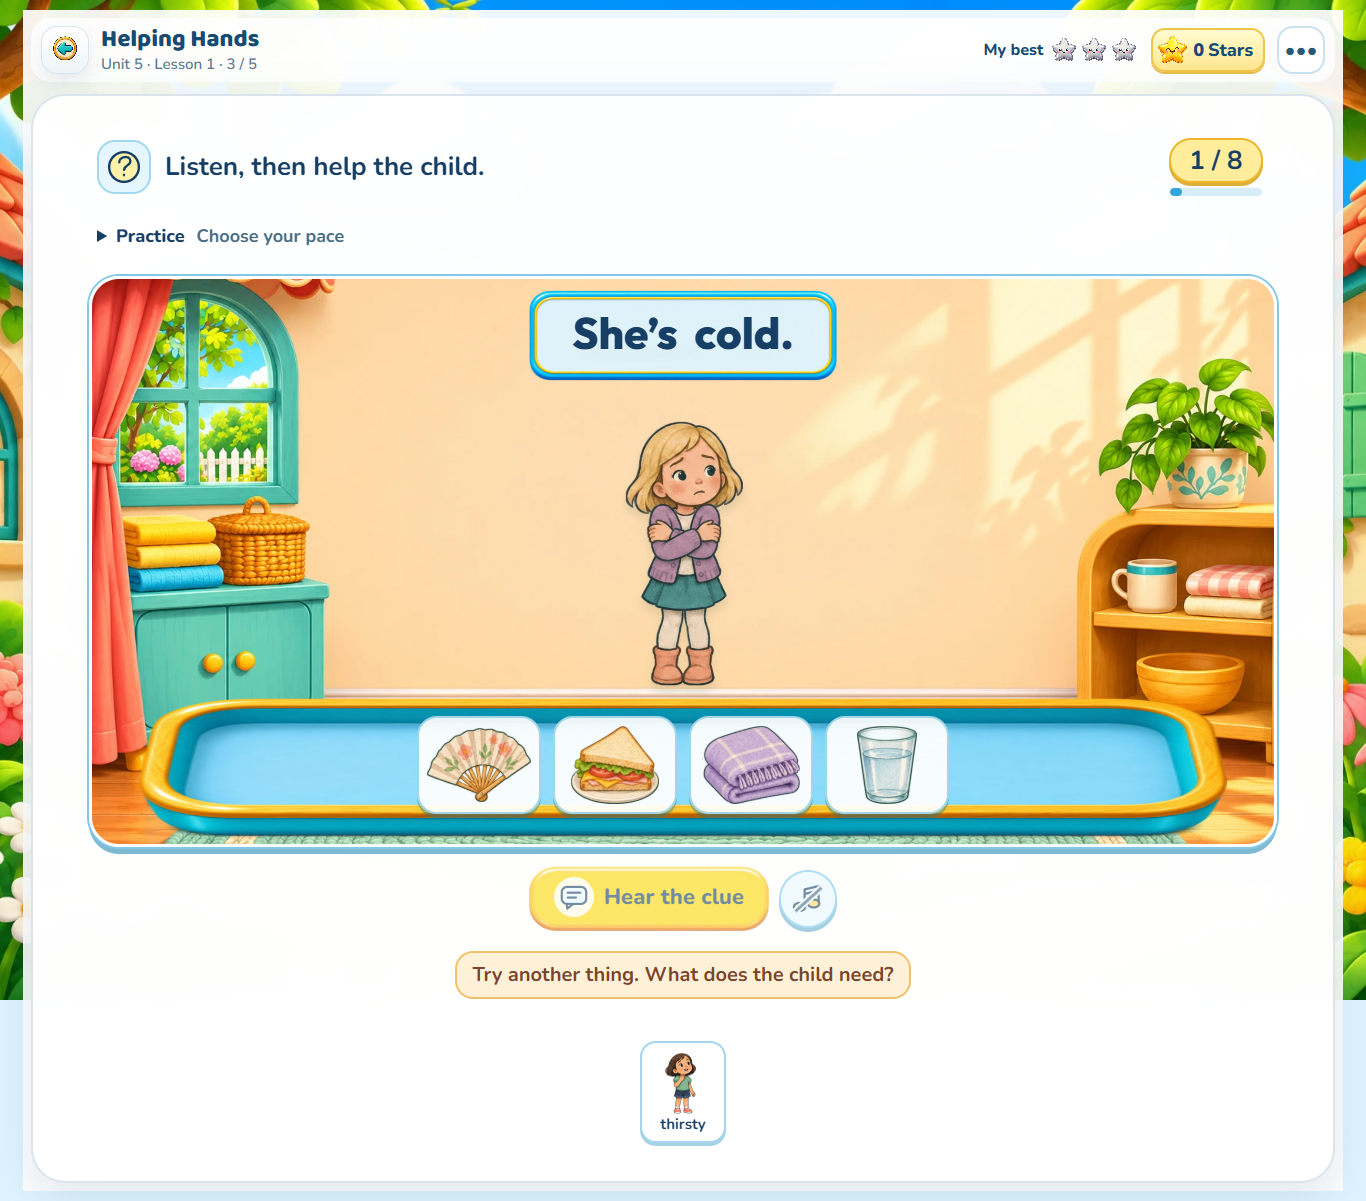 Helping Hands
Unit 5 · Lesson 1 · 3 / 5
My best
0 Stars
Listen, then help the child.
1 / 8
Practice Choose your pace
She's cold.
Hear the clue
Try another thing. What does the child need?
thirsty